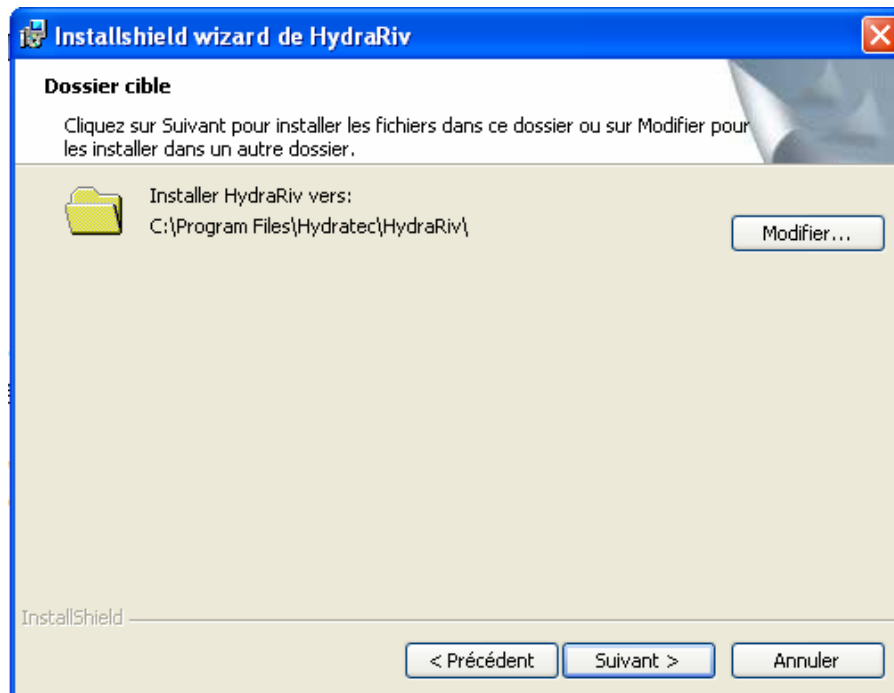 Installshield wizard de HydraRiv
Dossier cible
Cliquez sur Suivant pour installer les fichiers dans ce dossier ou sur Modifier pour
les installer dans un autre dossier.
Installer HydraRiv vers:
C:\Program Files\Hydratec\HydraRiv\
Modifier...
InstallShield
< Précédent
Suivant >
Annuler